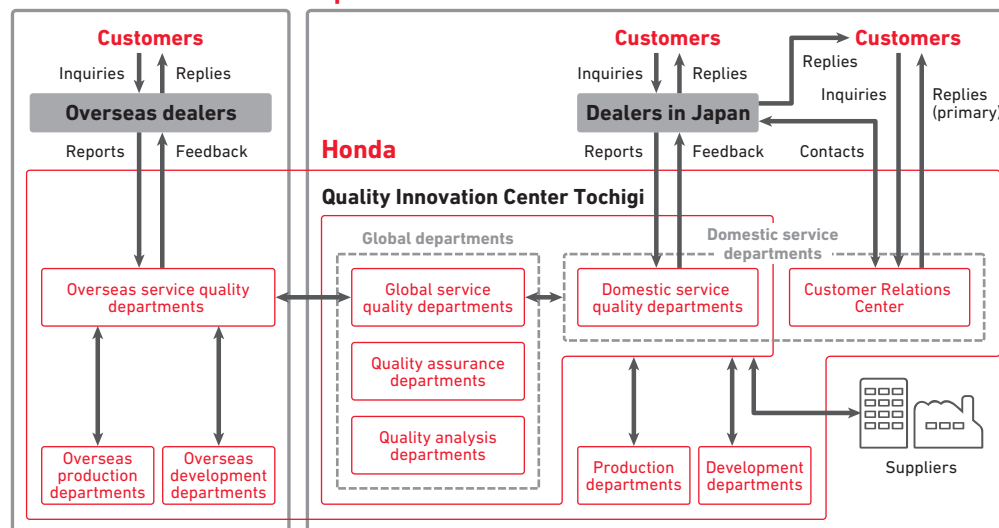 Customers
Inquiries
Replies
Overseas dealers
Reports
Feedback
Customers
Inquiries
Replies
Dealers in Japan
Reports
Feedback
Customers
Replies
Inquiries
Replies
(primary)
Contacts
Honda
Quality Innovation Center Tochigi
Global departments
Domestic service
departments
Overseas service quality
departments
Global service
quality departments
Domestic service
quality departments
Customer Relations
Center
Quality assurance
departments
Quality analysis
departments
Overseas
production
departments
Overseas
development
departments
Production
departments
Development
departments
Suppliers